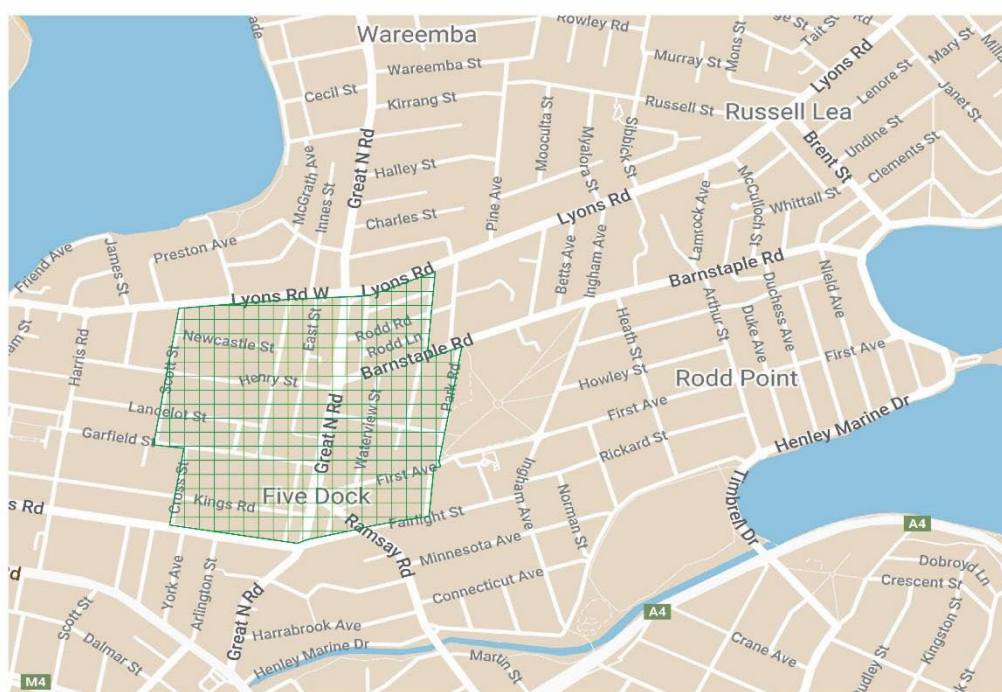 Wareemba
Rowley Rd
Tait St
Mons St
Murray St
Lyons Rd
Mary St
Lenore St
Janet St
Wareemba St
Cecil St
Kirrang St
Russell St
Russell Lea
Great N Rd
Mooculta St
Myalora St
Sibbick St
Undine St
Brent St
Clements St
McGrath Ave
Innes St
Halley St
Pine Ave
McCulloch St
Whittall St
Charles St
Lyons Rd
Lamrock Ave
Friend Ave
James St
Preston Ave
Betts Ave
Ingham Ave
Barnstaple Rd
Duchess Ave
Nield Ave
Lyons Rd W
Lyons Rd
Arthur St
Duke Ave
Harris Rd
Scott St
Newcastle St
East St
Rodd Rd
Rodd Ln
Barnstaple Rd
Heath St
First Ave
Henry St
Park Rd
Howley St
Rodd Point
Lancelot St
Great N Rd
Waterview St
First Ave
Henley Marine Dr
Garfield St
Rickard St
First Ave
Ingham Ave
Cross St
Kings Rd
Five Dock
Norman St
Timbrell Dr
s Rd
Ramsay Rd
Fairlight St
Minnesota Ave
A4
Rd
York Ave
Arlington St
Connecticut Ave
Dobroyd Ln
Crescent St
Scott St
Great N Rd
A4
Kingston St
Harrabrook Ave
Dalmar St
Henley Marine Dr
Martin St
Crane Ave
dudley St
k St
M4